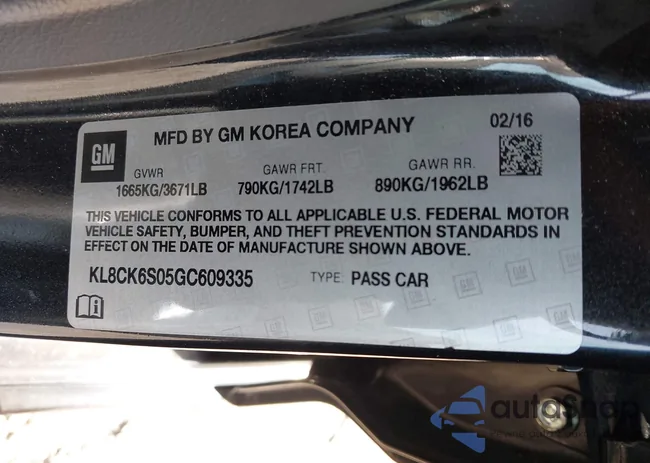 GM
MFD BY GM KOREA COMPANY
02/16
GVWR
GAWR FRT.
GAWR RR.
1665KG/3671LB
790KG/1742LB
890KG/1962LB
THIS VEHICLE CONFORMS TO ALL APPLICABLE U.S. FEDERAL MOTOR
VEHICLE SAFETY, BUMPER, AND THEFT PREVENTION STANDARDS IN
EFFECT ON THE DATE OF MANUFACTURE SHOWN ABOVE.
KL8CK6S05GC609335
TYPE: PASS CAR
autoSnap